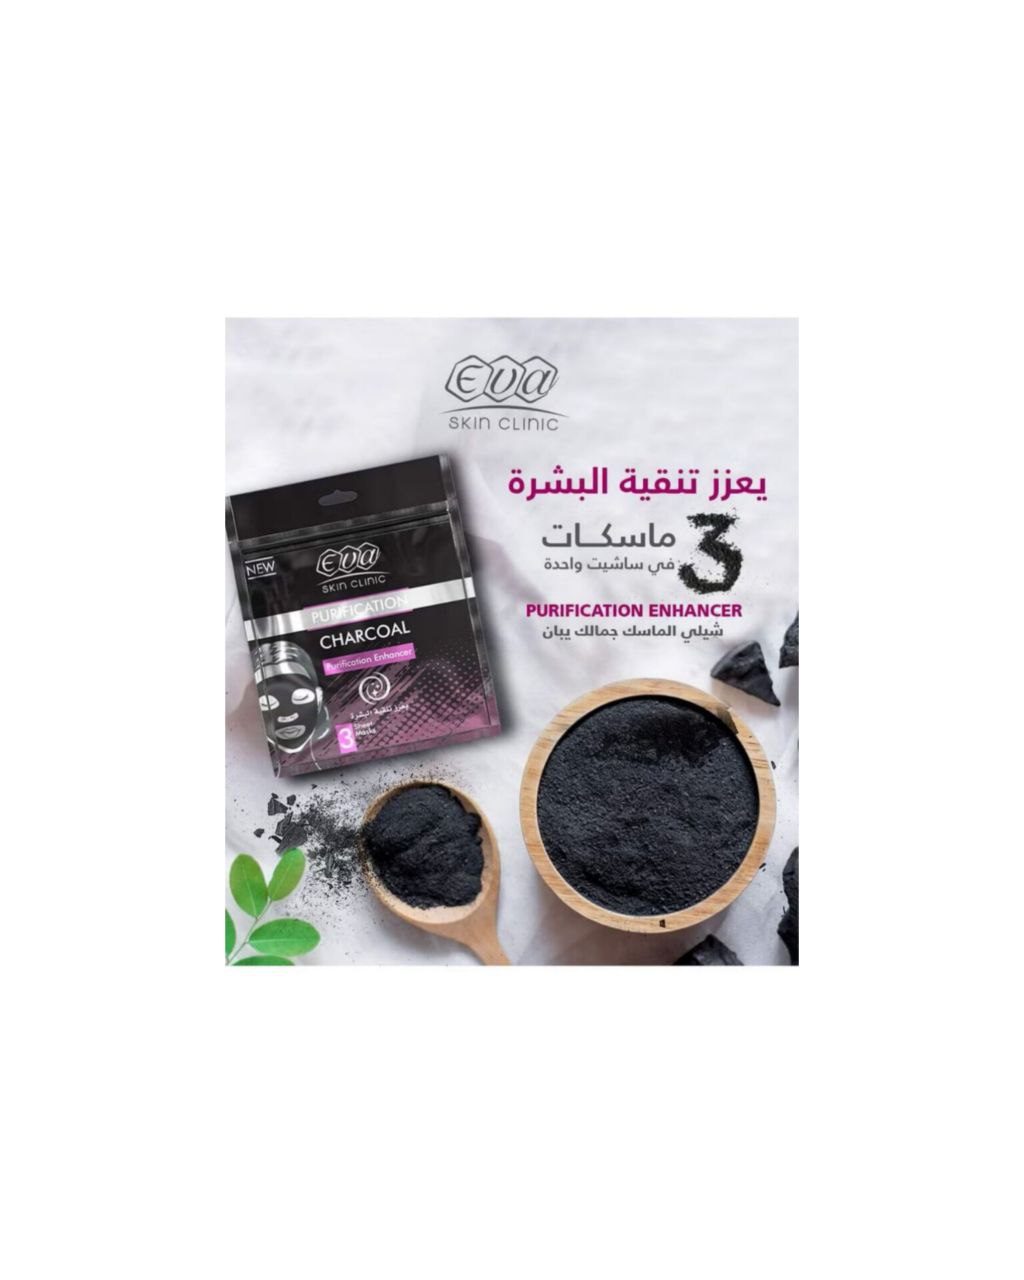 Eva
SKIN CLINIC
يعزز تنقية البشرة
3 ماسكات
في ساشيت واحدة
PURIFICATION ENHANCER
شيلي الماسك جمالك يبان
NEW
Eva
SKIN CLINIC
PURIFICATION
CHARCOAL
Purification Enhancer
يعزز تنقية البشرة
3 Sheet
Masks